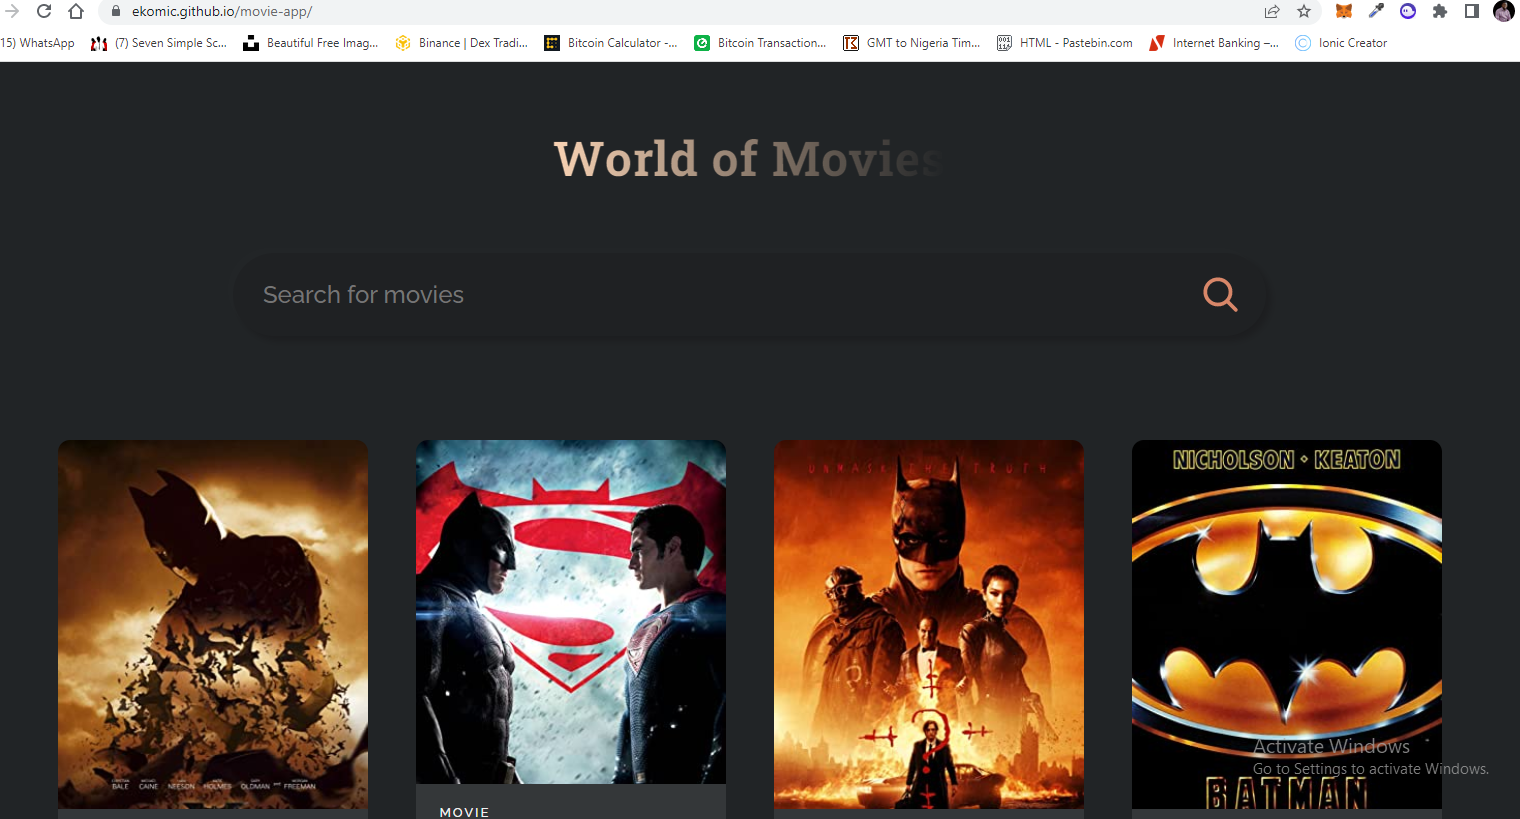 ekomic.github.io/movie-app/
15) WhatsApp
(7) Seven Simple Sc...
Beautiful Free Imag...
Binance | Dex Tradi...
Bitcoin Calculator -...
Bitcoin Transaction...
GMT to Nigeria Tim...
HTML - Pastebin.com
Internet Banking –...
Ionic Creator
World of Movies
Search for movies
BALE CAINE NEESON HOLMES OLDMAN FREEMAN
MOVIE
UNMASK THE TRUTH
NICHOLSON • KEATON
BATMAN
Activate Windows
Go to Settings to activate Windows.